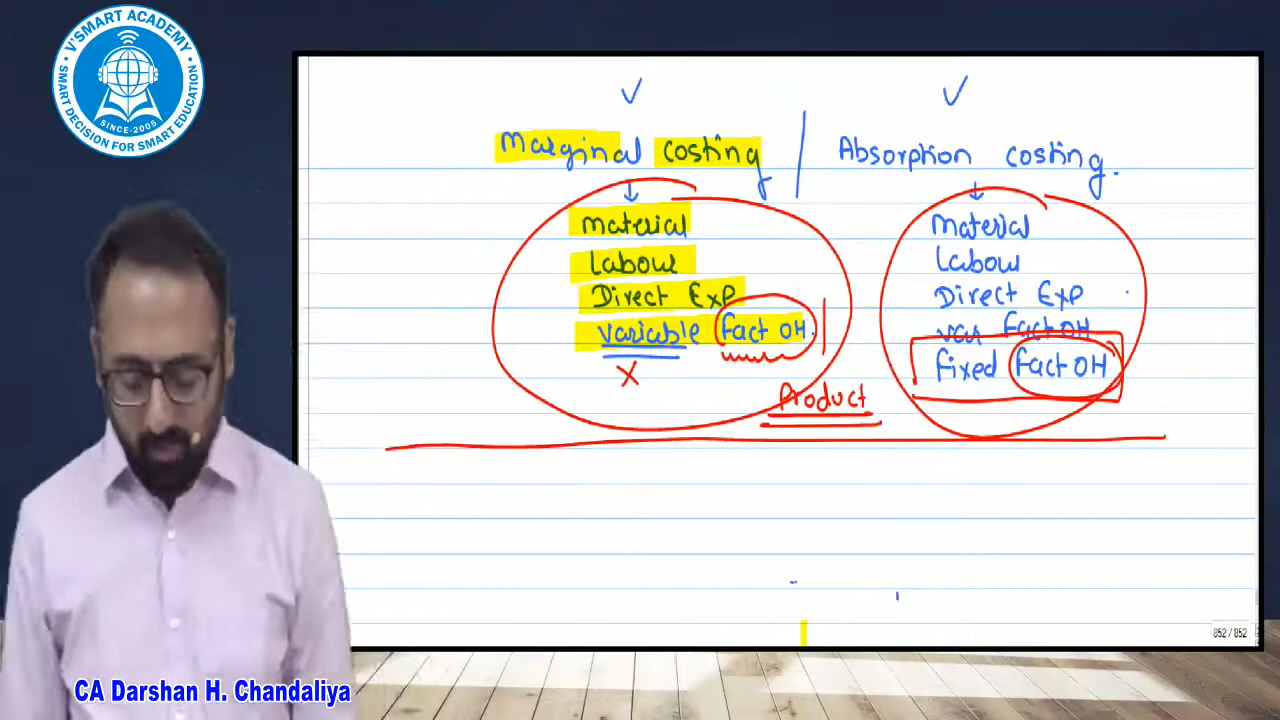 V'SMART ACADEMY
SINCE-2005
SMART DECISION FOR SMART EDUCATION
Marginal costing | Absorption costing.
material
Labour
Direct Exp
variable fact OH
Product
Material
Labour
Direct Exp
var fact OH
fixed fact OH
852 / 852
CA Darshan H. Chandaliya